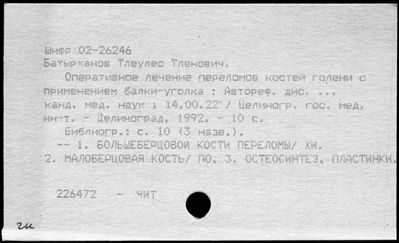 Шифр 02-26246
Батырханов Тлеулес Тленович.
Оперативное лечение переломов костей голени с
применением балки-уголка : Автореф. дис. ...
канд. мед. наук : 14.00.22 / Целиногр. гос. мед.
ин-т. - Целиноград, 1992. - 10 с.
Библиогр.: с. 10 (3 назв.).
-- 1. БОЛЬШЕБЕРЦОВОЙ КОСТИ ПЕРЕЛОМЫ/ ХИ.
2. МАЛОБЕРЦОВАЯ КОСТЬ/ ПО. 3. ОСТЕОСИНТЕЗ, ПЛАСТИНКИ.
226472 - ЧИТ